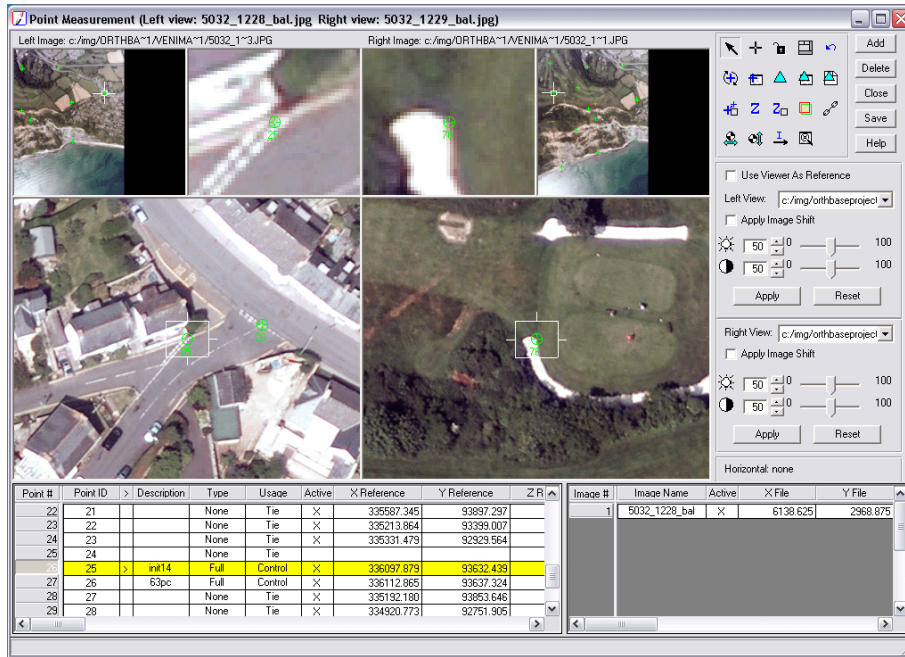 Point Measurement (Left view: 5032_1228_bal.jpg Right view: 5032_1229_bal.jpg)
Left Image: c:/img/ORTHBA~1/VENIMA~1/5032_1~3.JPG Right Image: c:/img/ORTHBA~1/VENIMA~1/5032_1~1.JPG
Add
Delete
Close
Save
Help
Use Viewer As Reference
Left View: c:/img/orthbaseproject
Apply Image Shift
50 0 100
50 0 100
Apply Reset
Right View: c:/img/orthbaseproject
Apply Image Shift
50 0 100
50 0 100
Apply Reset
Horizontal: none
25
76
76
Point # Point ID > Description Type Usage Active X Reference Y Reference Z R
22 21 None Tie X 335587.345 93897.297
23 22 None Tie X 335213.864 93399.007
24 23 None Tie X 335331.479 92929.564
25 24 None Tie
26 25 > init14 Full Control X 336097.879 93632.439
27 26 63pc Full Control X 336112.865 93637.324
28 27 None Tie X 335192.180 93853.646
29 28 None Tie X 334920.773 92751.905
Image # Image Name Active X File Y File
1 5032_1228_bal X 6138.625 2968.875